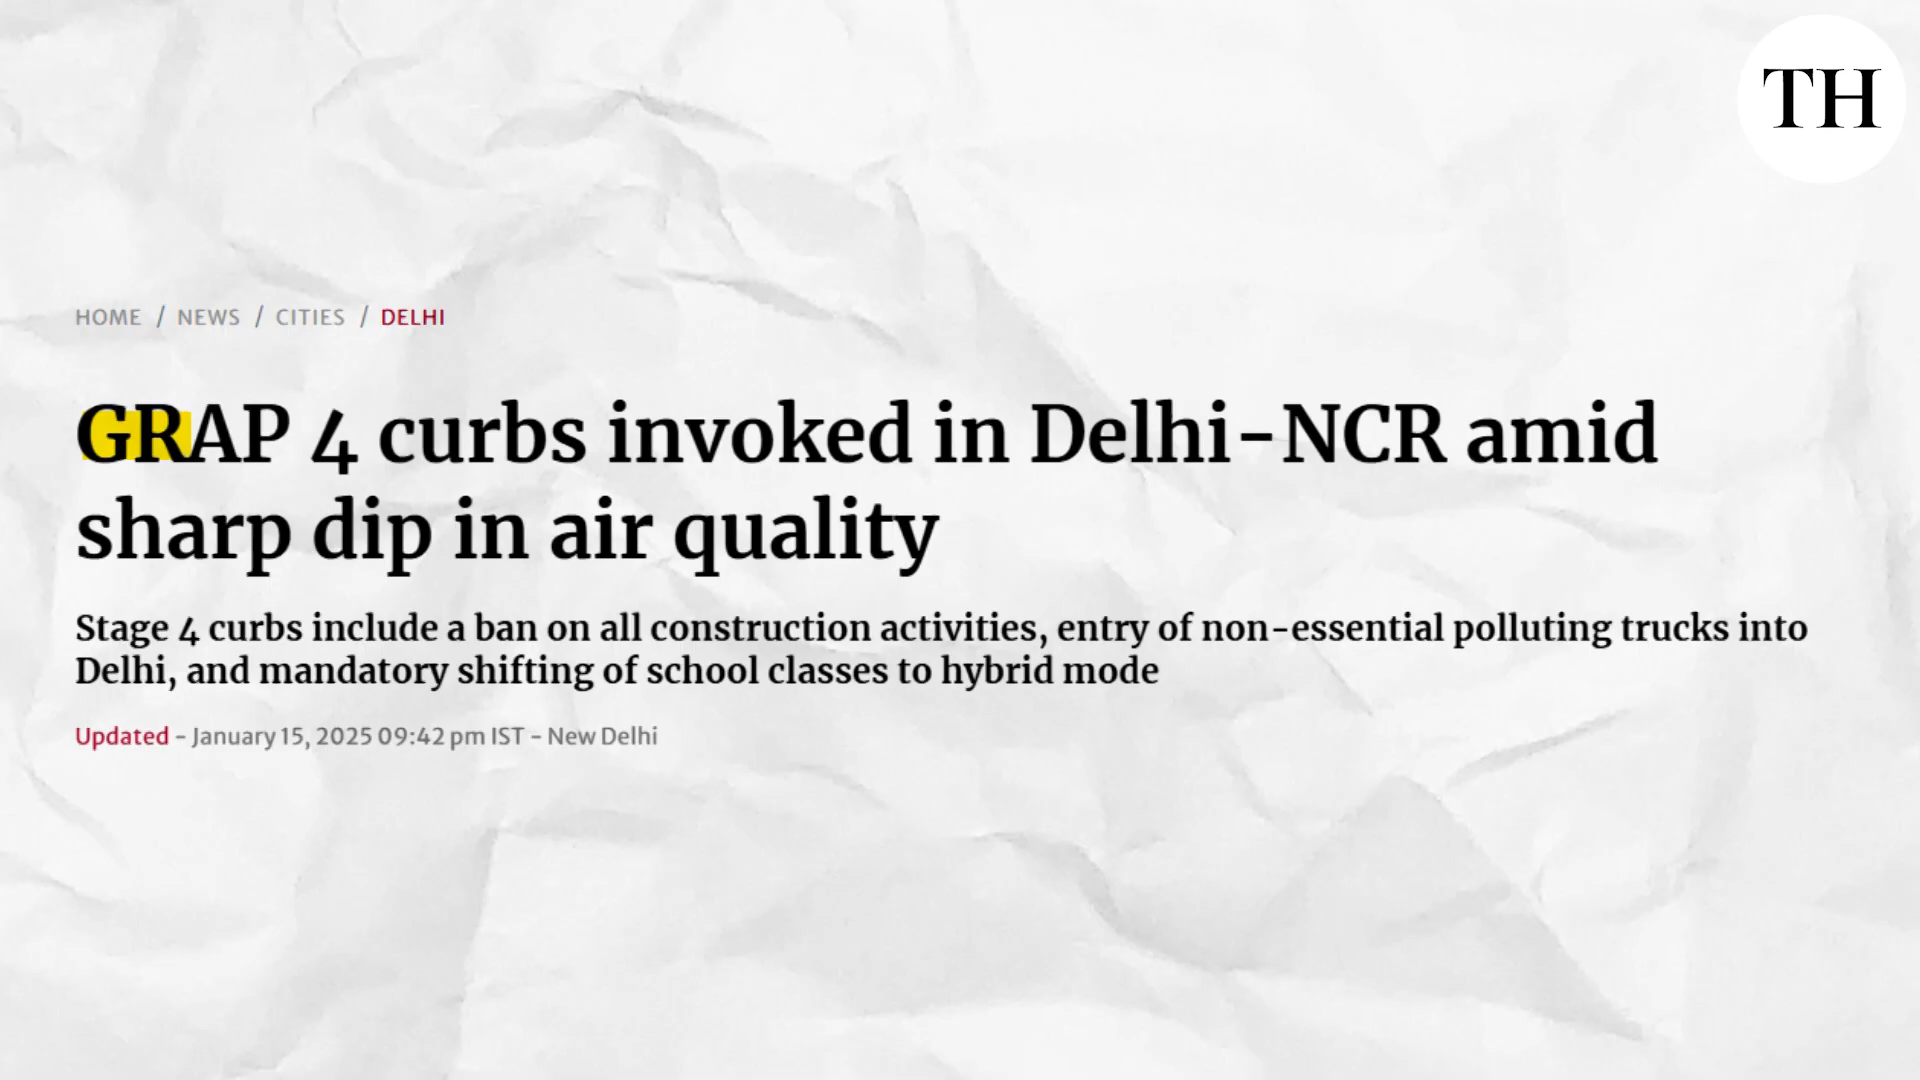 TH
HOME / NEWS / CITIES / DELHI
GRAP 4 curbs invoked in Delhi-NCR amid
sharp dip in air quality
Stage 4 curbs include a ban on all construction activities, entry of non-essential polluting trucks into
Delhi, and mandatory shifting of school classes to hybrid mode
Updated - January 15, 2025 09:42 pm IST - New Delhi